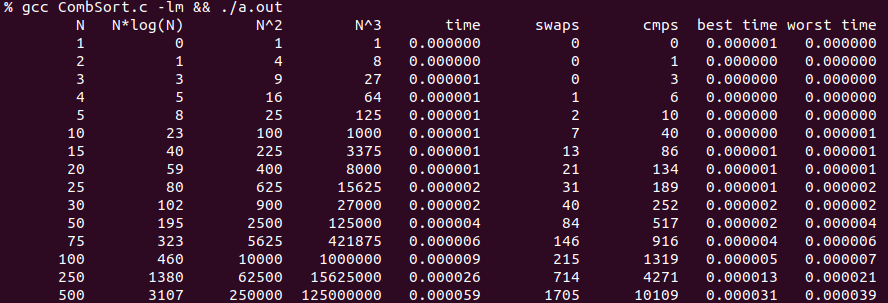 % gcc CombSort.c -lm && ./a.out
N N*log(N) N^2 N^3 time swaps cmps best time worst time
1 0 1 1 0.000000 0 0 0.000001 0.000000
2 1 4 8 0.000000 0 1 0.000000 0.000000
3 3 9 27 0.000001 0 3 0.000000 0.000000
4 5 16 64 0.000001 1 6 0.000000 0.000000
5 8 25 125 0.000001 2 10 0.000000 0.000001
10 23 100 1000 0.000001 7 40 0.000001 0.000001
15 40 225 3375 0.000001 13 86 0.000001 0.000001
20 59 400 8000 0.000001 21 134 0.000001 0.000001
25 80 625 15625 0.000002 31 189 0.000001 0.000002
30 102 900 27000 0.000002 40 252 0.000002 0.000002
50 195 2500 125000 0.000004 84 517 0.000002 0.000004
75 323 5625 421875 0.000006 146 916 0.000004 0.000006
100 460 10000 1000000 0.000009 215 1319 0.000005 0.000007
250 1380 62500 15625000 0.000026 714 4271 0.000013 0.000021
500 3107 250000 125000000 0.000059 1705 10109 0.000031 0.000039